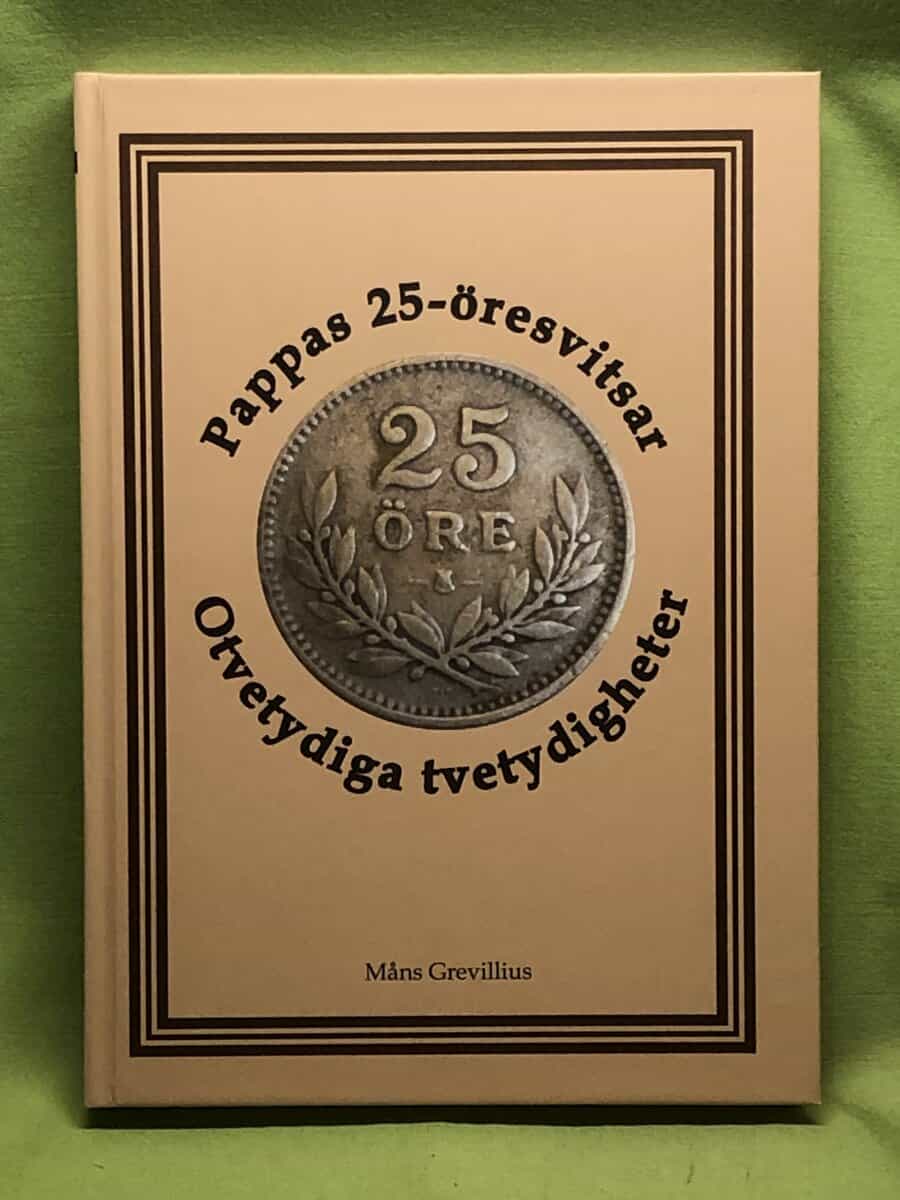 Pappas 25-öresvitsar
25
ÖRE
Otvetydiga tvetydigheter
Måns Grevillius